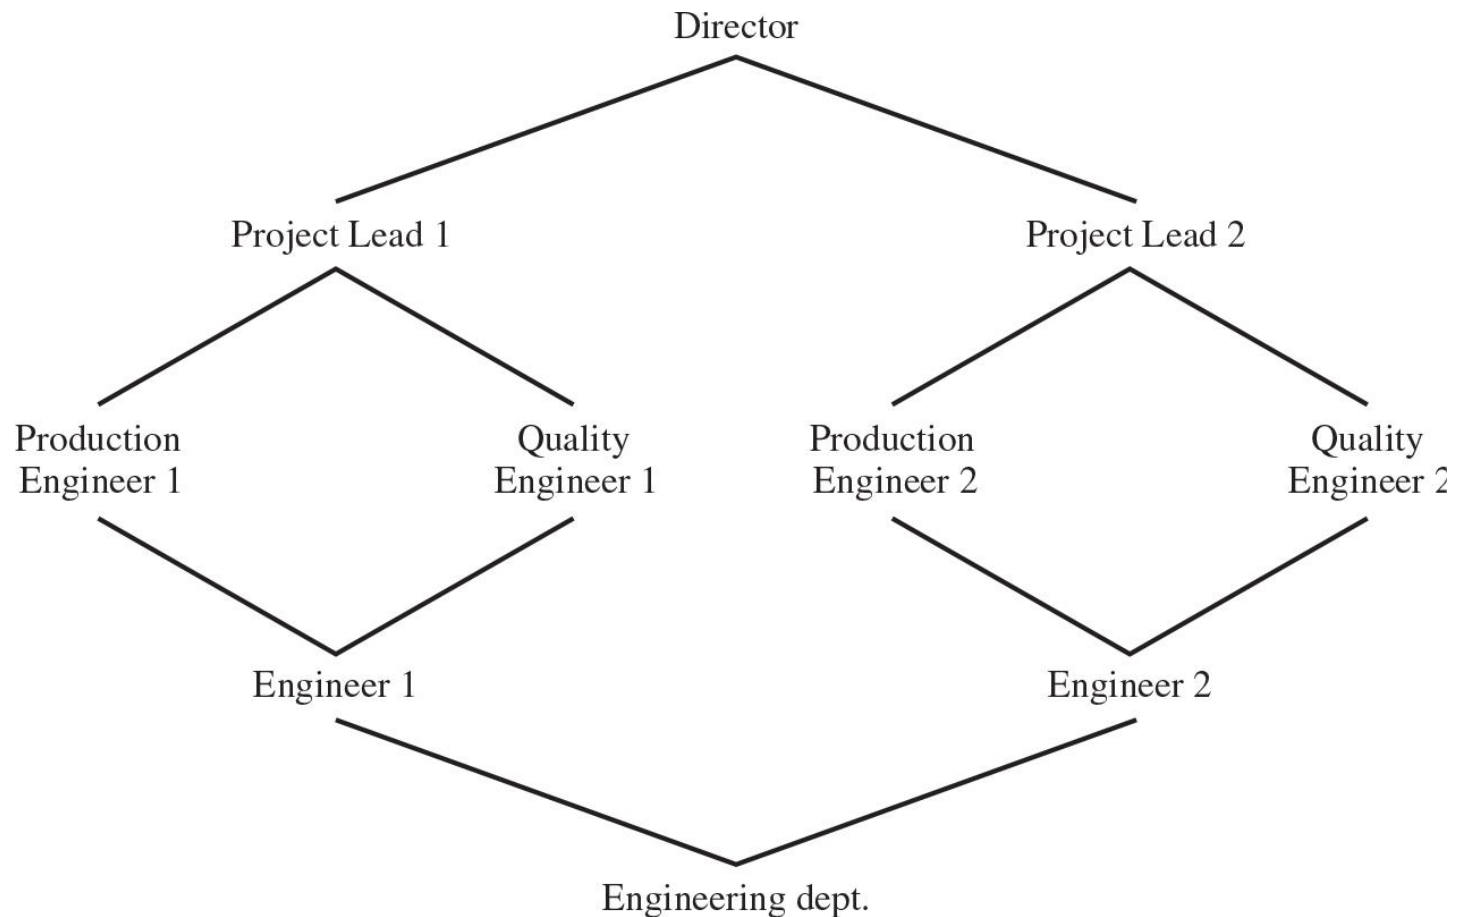 Director
Project Lead 1
Project Lead 2
Production
Engineer 1
Quality
Engineer 1
Production
Engineer 2
Quality
Engineer 2
Engineer 1
Engineer 2
Engineering dept.